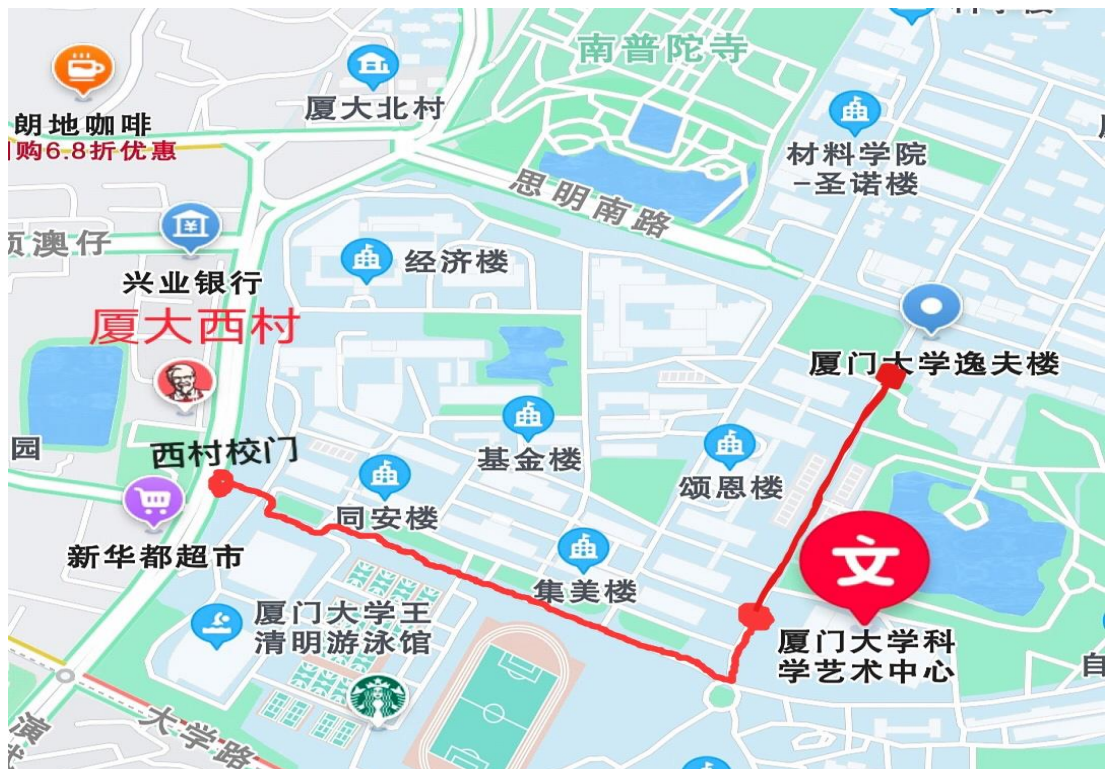 南普陀寺
厦大北村
朗地咖啡
购6.8折优惠
材料学院
-圣诺楼
思明南路
澳仔
经济楼
兴业银行
厦大西村
厦门大学逸夫楼
西村校门
园
基金楼
颂恩楼
同安楼
新华都超市
集美楼
文
厦门大学王
清明游泳馆
厦门大学科
学艺术中心
自
大学路
演